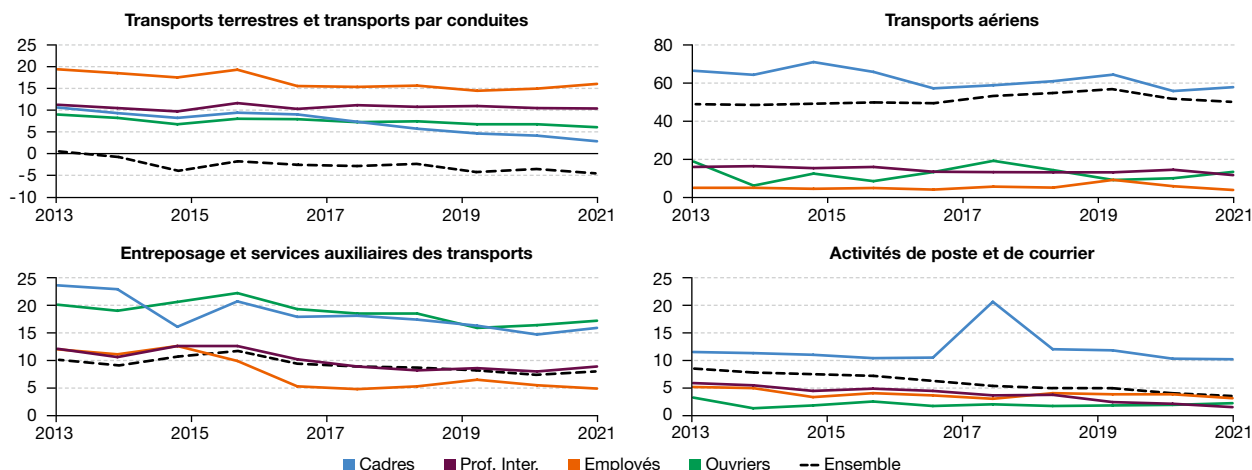 Transports terrestres et transports par conduites
25
20
15
10
5
0
-5
-10
2013 2015 2017 2019 2021
Transports aériens
80
60
40
20
0
2013 2015 2017 2019 2021
Entreposage et services auxiliaires des transports
25
20
15
10
5
0
2013 2015 2017 2019 2021
Activités de poste et de courrier
25
20
15
10
5
0
2013 2015 2017 2019 2021
Cadres Prof. Inter. Employés Ouvriers Ensemble